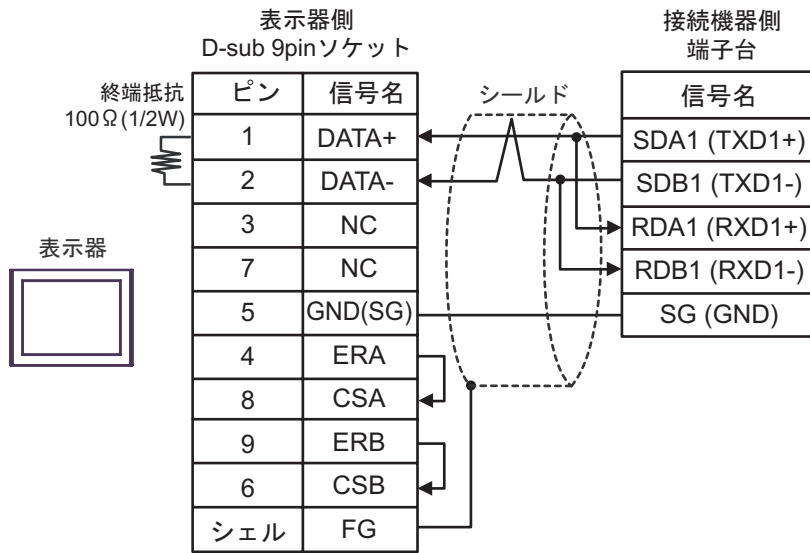 表示器側
D-sub 9pinソケット
接続機器側
端子台
終端抵抗
100Ω(1/2W)
表示器
シールド
ピン 信号名
1 DATA+
2 DATA-
3 NC
7 NC
5 GND(SG)
4 ERA
8 CSA
9 ERB
6 CSB
シェル FG
信号名
SDA1 (TXD1+)
SDB1 (TXD1-)
RDA1 (RXD1+)
RDB1 (RXD1-)
SG (GND)